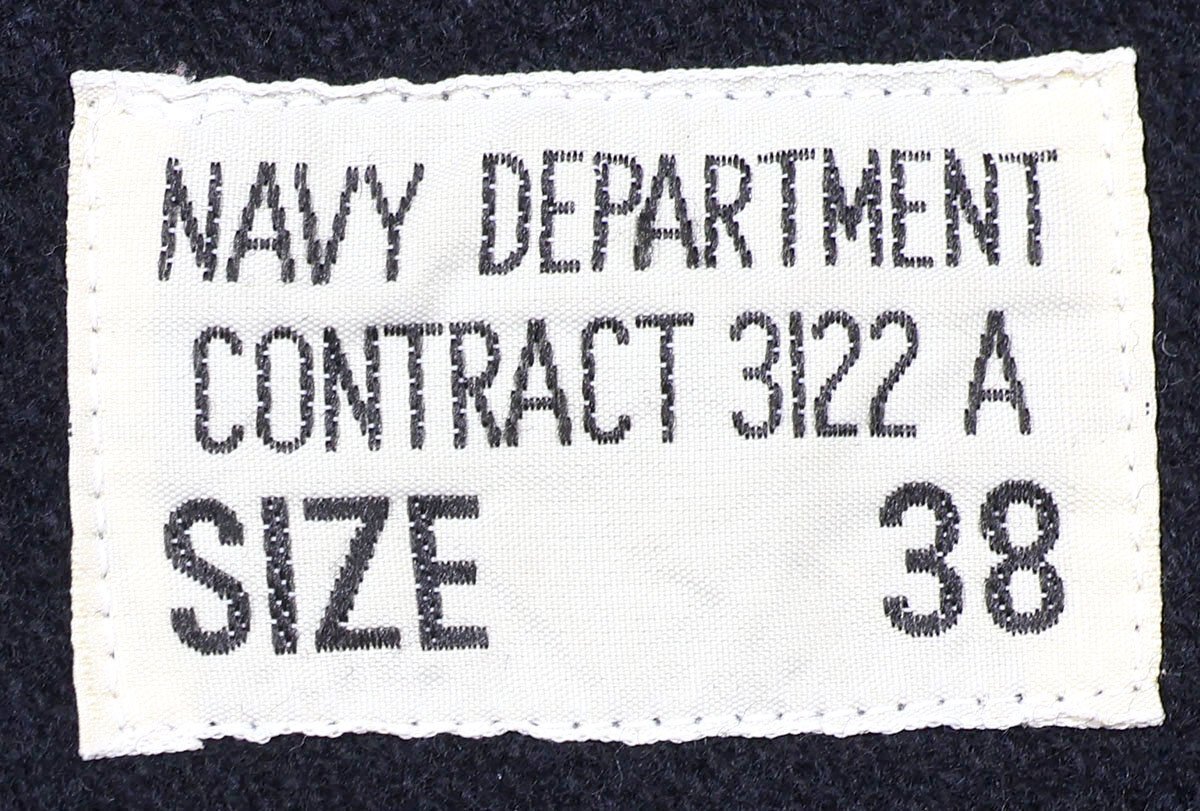 NAVY DEPARTMENT
CONTRACT 3122 A
SIZE 38